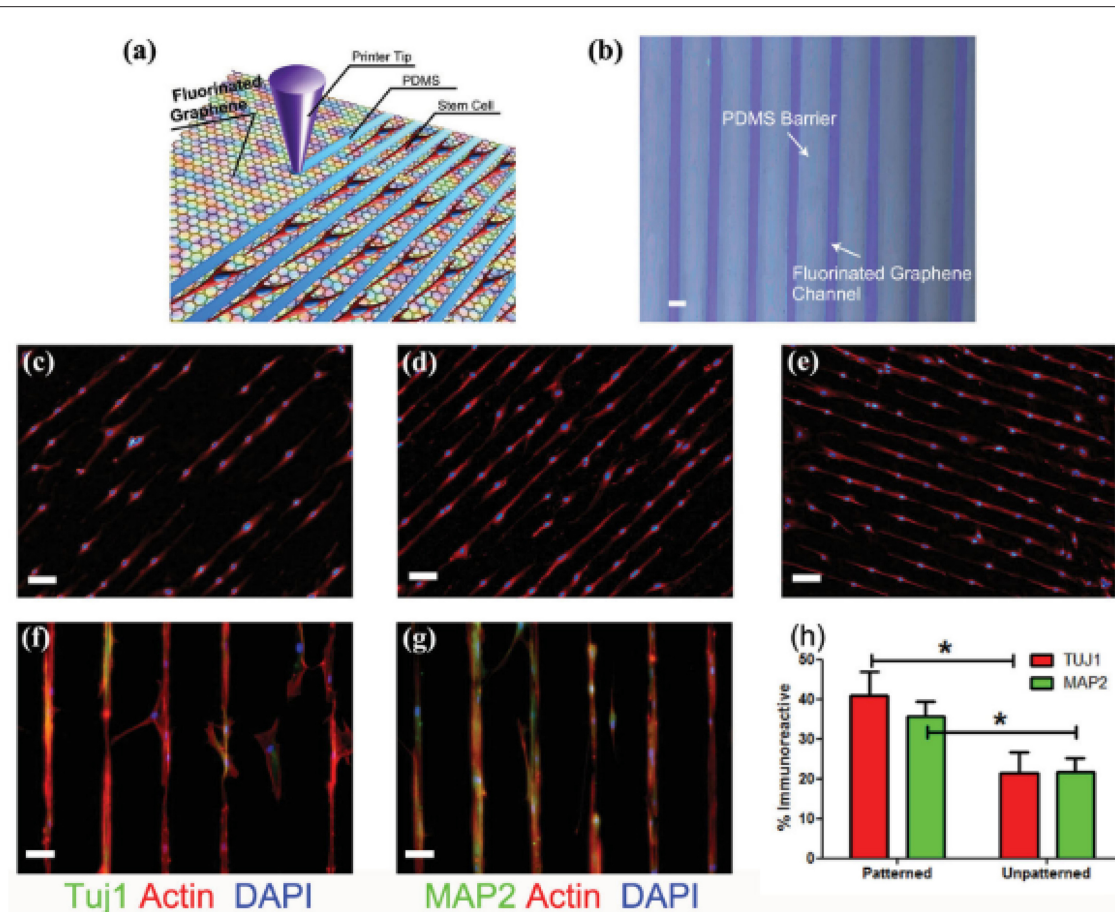 (a)
Fluorinated
Graphene
Printer Tip
PDMS
Stem Cell
(b)
PDMS Barrier
Fluorinated Graphene
Channel
(c)
(d)
(e)
(f)
(g)
(h)
50
40
30
20
10
0
% Immunoreactive
*
*
TUJ1
MAP2
Patterned
Unpatterned
Tuj1 Actin DAPI
MAP2 Actin DAPI